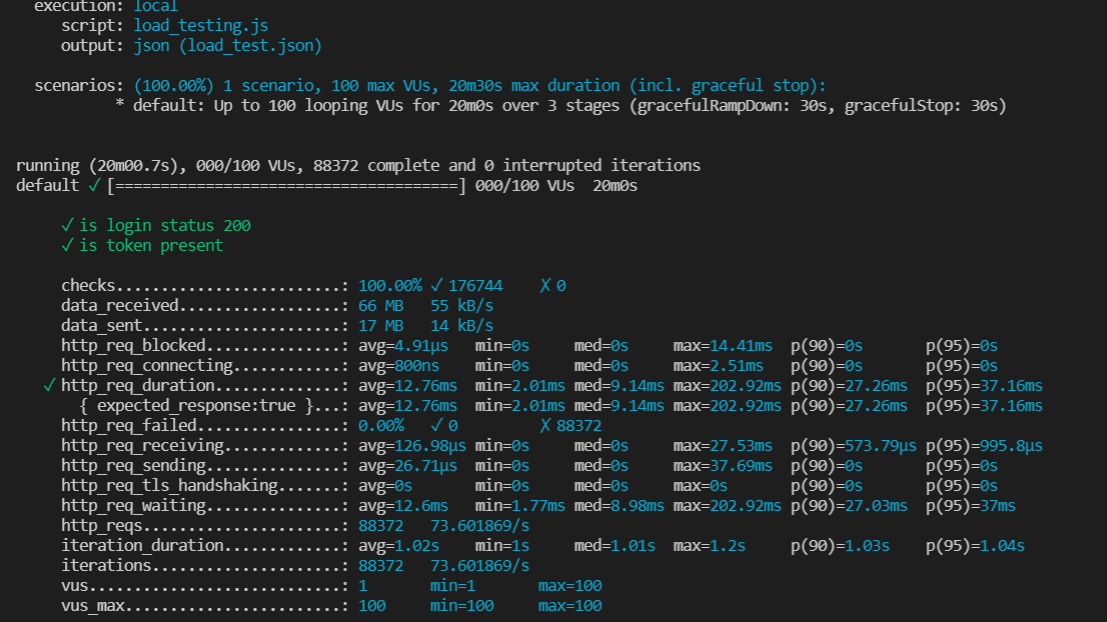 execution: local
script: load_testing.js
output: json (load_test.json)
scenarios: (100.00%) 1 scenario, 100 max VUs, 20m30s max duration (incl. graceful stop):
* default: Up to 100 looping VUs for 20m0s over 3 stages (gracefulRampDown: 30s, gracefulStop: 30s)
running (20m00.7s), 000/100 VUs, 88372 complete and 0 interrupted iterations
default ✓ [======================================] 000/100 VUs  20m0s
✓ is login status 200
✓ is token present
checks.........................: 100.00% ✓ 176744    ✗ 0
data_received..................: 66 MB   55 kB/s
data_sent......................: 17 MB   14 kB/s
http_req_blocked...............: avg=4.91µs   min=0s     med=0s     max=14.41ms  p(90)=0s       p(95)=0s
http_req_connecting............: avg=800ns    min=0s     med=0s     max=2.51ms   p(90)=0s       p(95)=0s
✓ http_req_duration..............: avg=12.76ms  min=2.01ms med=9.14ms max=202.92ms p(90)=27.26ms  p(95)=37.16ms
{ expected_response:true }...: avg=12.76ms  min=2.01ms med=9.14ms max=202.92ms p(90)=27.26ms  p(95)=37.16ms
http_req_failed................: 0.00%   ✓ 0         ✗ 88372
http_req_receiving.............: avg=126.98µs min=0s     med=0s     max=27.53ms  p(90)=573.79µs p(95)=995.8µs
http_req_sending...............: avg=26.71µs  min=0s     med=0s     max=37.69ms  p(90)=0s       p(95)=0s
http_req_tls_handshaking.......: avg=0s       min=0s     med=0s     max=0s       p(90)=0s       p(95)=0s
http_req_waiting...............: avg=12.6ms   min=1.77ms med=8.98ms max=202.92ms p(90)=27.03ms  p(95)=37ms
http_reqs......................: 88372   73.601869/s
iteration_duration.............: avg=1.02s    min=1s     med=1.01s  max=1.2s     p(90)=1.03s    p(95)=1.04s
iterations.....................: 88372   73.601869/s
vus............................: 1       min=1       max=100
vus_max........................: 100     min=100     max=100